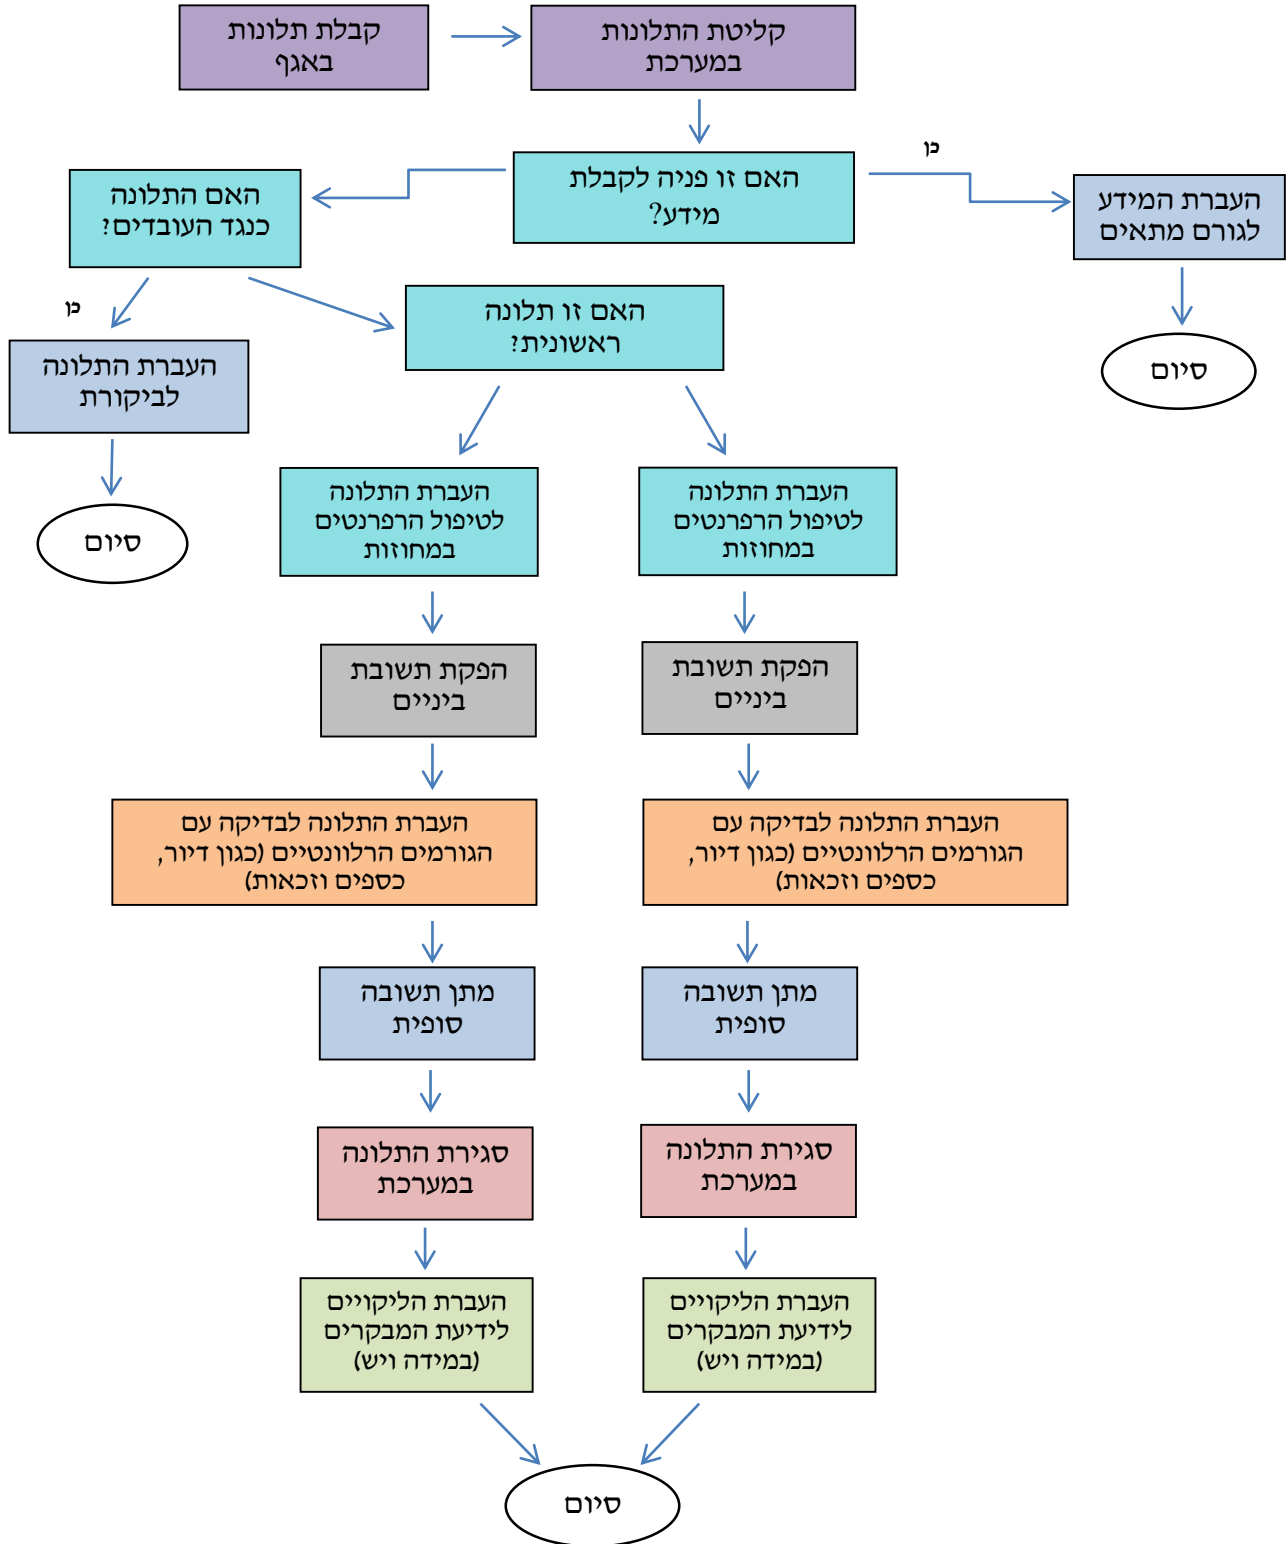 קבלת תלונות
באגף
קליטת התלונות
במערכת
האם זו פניה לקבלת
מידע?
כן
העברת המידע
לגורם מתאים
סיום
האם התלונה
כנגד העובדים?
כן
העברת התלונה
לביקורת
סיום
האם זו תלונה
ראשונית?
העברת התלונה
לטיפול הרפרנטים
במחוזות
העברת התלונה
לטיפול הרפרנטים
במחוזות
הפקת תשובת
ביניים
הפקת תשובת
ביניים
העברת התלונה לבדיקה עם
הגורמים הרלוונטיים (כגון דיור,
כספים וזכאות)
העברת התלונה לבדיקה עם
הגורמים הרלוונטיים (כגון דיור,
כספים וזכאות)
מתן תשובה
סופית
מתן תשובה
סופית
סגירת התלונה
במערכת
סגירת התלונה
במערכת
העברת הליקויים
לידיעת המבקרים
(במידה ויש)
העברת הליקויים
לידיעת המבקרים
(במידה ויש)
סיום